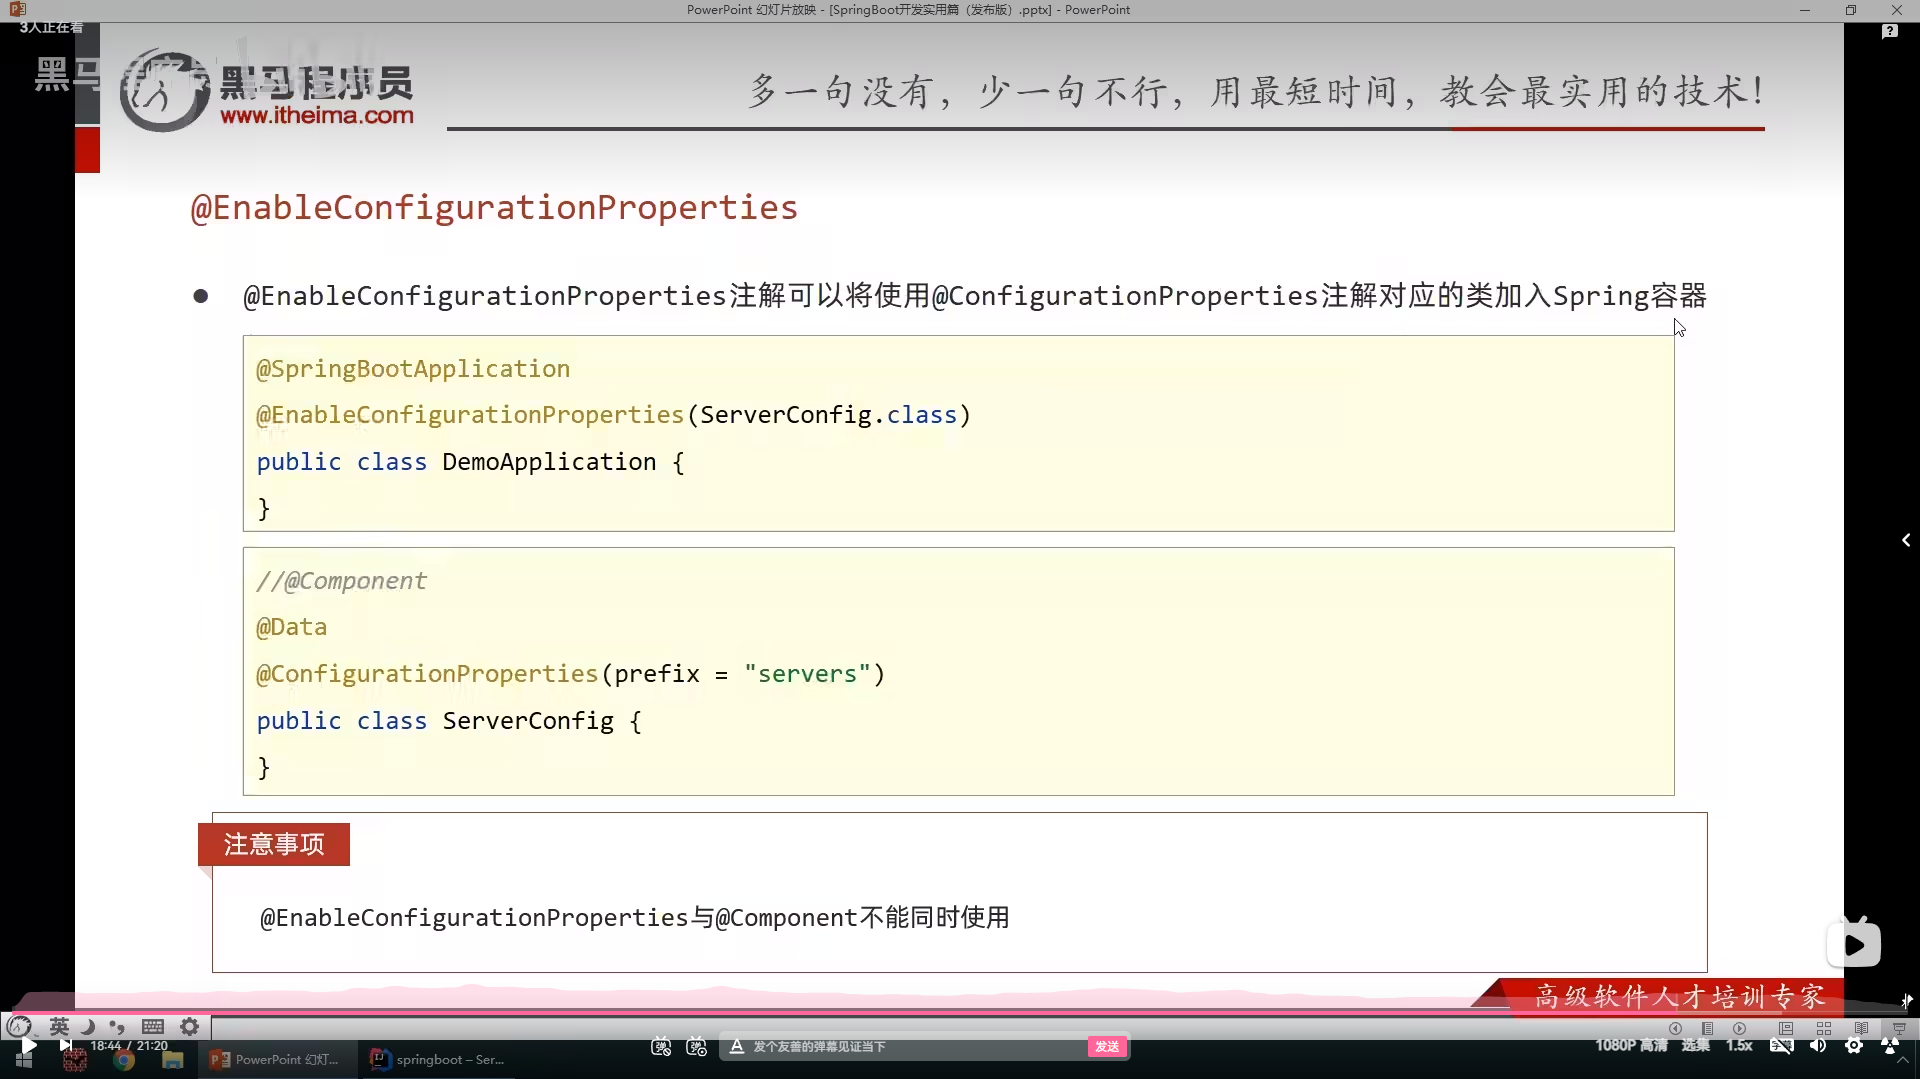 PowerPoint 幻灯片放映 - [SpringBoot开发实用篇（发布版）.pptx] - PowerPoint
3人正在看
黑马程序员
www.itheima.com
多一句没有，少一句不行，用最短时间，教会最实用的技术！
@EnableConfigurationProperties
● @EnableConfigurationProperties注解可以将使用@ConfigurationProperties注解对应的类加入Spring容器
@SpringBootApplication
@EnableConfigurationProperties(ServerConfig.class)
public class DemoApplication {
}
//@Component
@Data
@ConfigurationProperties(prefix = "servers")
public class ServerConfig {
}
注意事项
@EnableConfigurationProperties与@Component不能同时使用
高级软件人才培训专家
英
18:44 / 21:20
弹
弹
A 发个友善的弹幕见证当下
发送
1080P 高清 选集 1.5x
PowerPoint 幻灯...
springboot – Ser...